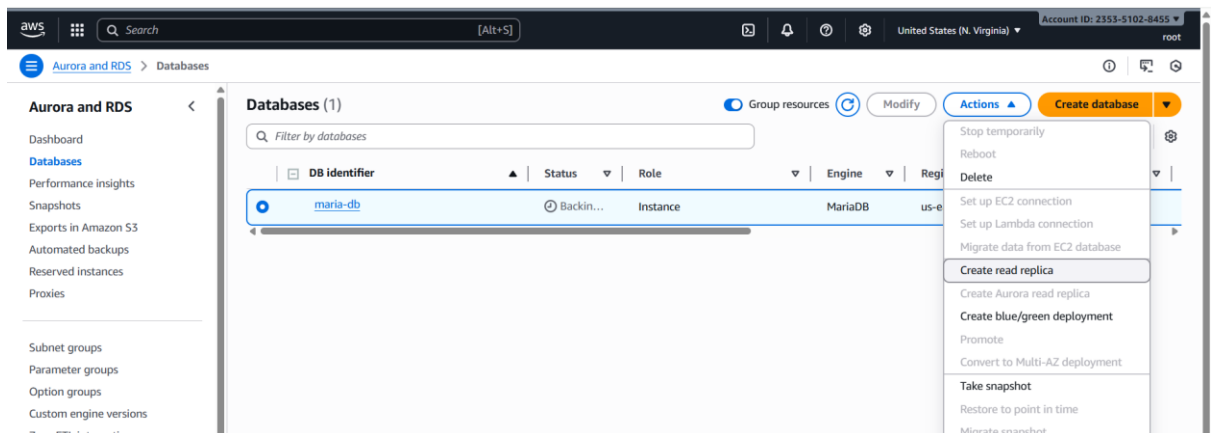 aws
Search
[Alt+S]
United States (N. Virginia)
Account ID: 2353-5102-8455
root
Aurora and RDS > Databases
Aurora and RDS
Dashboard
Databases
Performance insights
Snapshots
Exports in Amazon S3
Automated backups
Reserved instances
Proxies
Subnet groups
Parameter groups
Option groups
Custom engine versions
Databases (1)
Group resources
Modify
Actions
Create database
Filter by databases
DB identifier
Status
Role
Engine
Regi
maria-db
Backin...
Instance
MariaDB
us-e
Stop temporarily
Reboot
Delete
Set up EC2 connection
Set up Lambda connection
Migrate data from EC2 database
Create read replica
Create Aurora read replica
Create blue/green deployment
Promote
Convert to Multi-AZ deployment
Take snapshot
Restore to point in time
Migrate snapshot